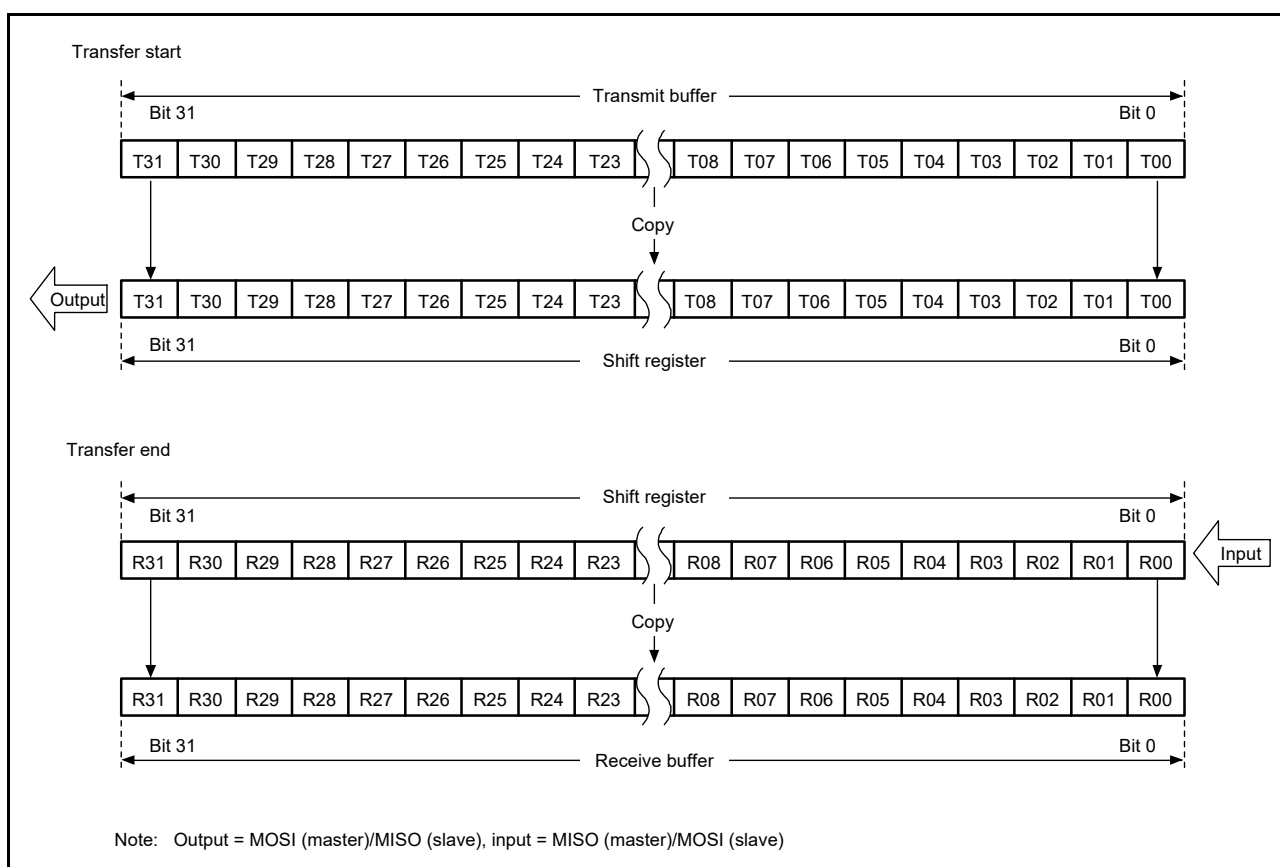 Transfer start
Transmit buffer
Bit 31 Bit 0
T31 T30 T29 T28 T27 T26 T25 T24 T23 T08 T07 T06 T05 T04 T03 T02 T01 T00
Copy
Output T31 T30 T29 T28 T27 T26 T25 T24 T23 T08 T07 T06 T05 T04 T03 T02 T01 T00
Bit 31 Bit 0
Shift register
Transfer end
Shift register
Bit 31 Bit 0
R31 R30 R29 R28 R27 R26 R25 R24 R23 R08 R07 R06 R05 R04 R03 R02 R01 R00 Input
Copy
R31 R30 R29 R28 R27 R26 R25 R24 R23 R08 R07 R06 R05 R04 R03 R02 R01 R00
Bit 31 Bit 0
Receive buffer
Note: Output = MOSI (master)/MISO (slave), input = MISO (master)/MOSI (slave)